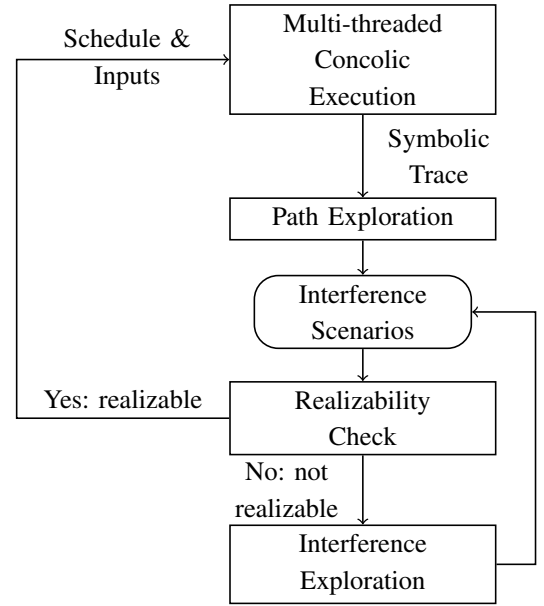 Schedule &
Inputs
Multi-threaded
Concolic
Execution
Symbolic
Trace
Path Exploration
Interference
Scenarios
Yes: realizable
Realizability
Check
No: not
realizable
Interference
Exploration